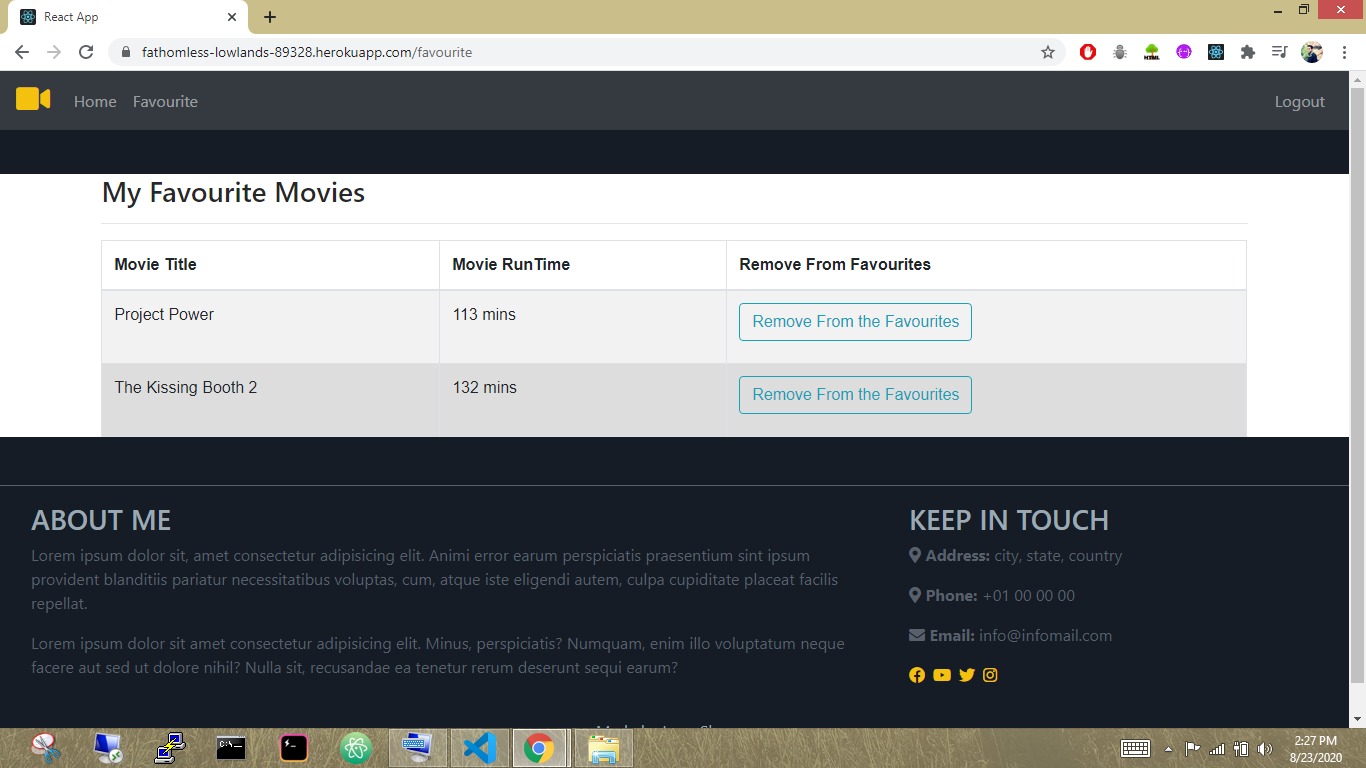 React App
fathomless-lowlands-89328.herokuapp.com/favourite
Home Favourite Logout
My Favourite Movies
Movie Title Movie RunTime Remove From Favourites
Project Power 113 mins Remove From the Favourites
The Kissing Booth 2 132 mins Remove From the Favourites
ABOUT ME
Lorem ipsum dolor sit, amet consectetur adipisicing elit. Animi error earum perspiciatis praesentium sint ipsum
provident blanditiis pariatur necessitatibus voluptas, cum, atque iste eligendi autem, culpa cupiditate placeat facilis
repellat.
Lorem ipsum dolor sit amet consectetur adipisicing elit. Minus, perspiciatis? Numquam, enim illo voluptatum neque
facere aut sed ut dolore nihil? Nulla sit, recusandae ea tenetur rerum deserunt sequi earum?
KEEP IN TOUCH
Address: city, state, country
Phone: +01 00 00 00
Email: info@infomail.com
2:27 PM
8/23/2020